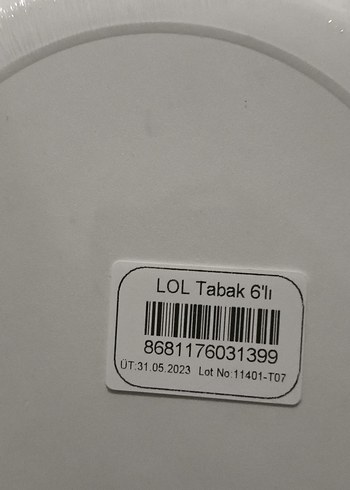 LOL Tabak 6'lı
8681176031399
ÜT:31.05.2023 Lot No:11401-T07